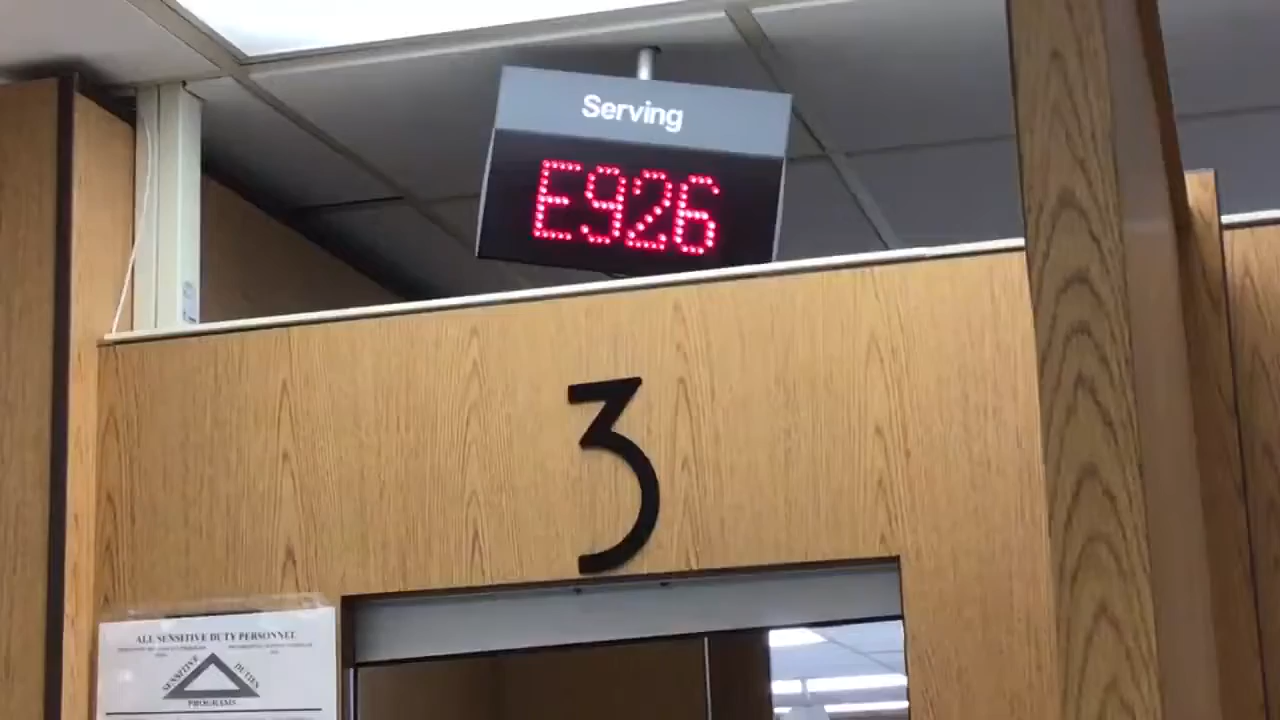 Serving
E926
3
ALL SENSITIVE DUTY PERSONNEL
SENSITIVE
DUTIES
PROGRAMS